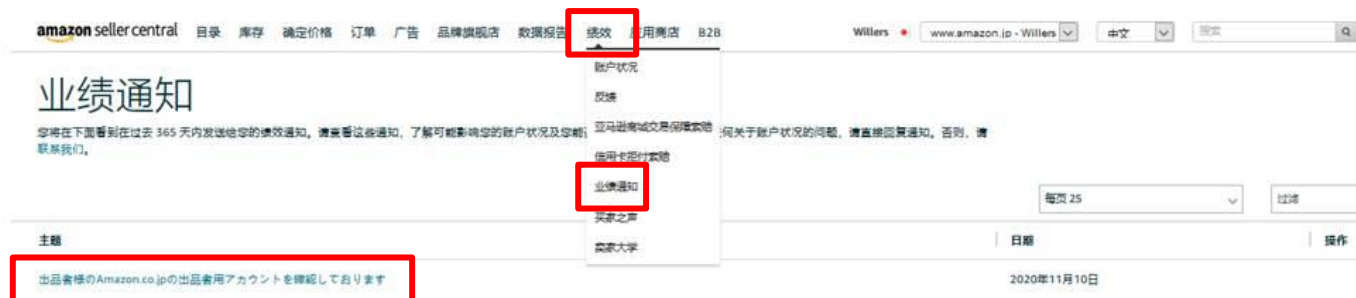 amazon seller central 目录 库存 确定价格 订单 广告 品牌旗舰店 数据报告 绩效 应用商店 B2B Willers www.amazon.jp - Willers 中文 搜索
账户状况
业绩通知
反馈
您将在下面看到在过去 365 天内发送给您的绩效通知。请查看这些通知，了解可能影响您的账户状况及您能 何关于账户状况的问题，请直接回复通知。否则，请
亚马逊商城交易保障索赔
联系我们。
信用卡拒付索赔
业绩通知
每页 25 过滤
买家之声
主题 日期 操作
卖家大学
出品者様のAmazon.co.jpの出品者用アカウントを確認しております 2020年11月10日